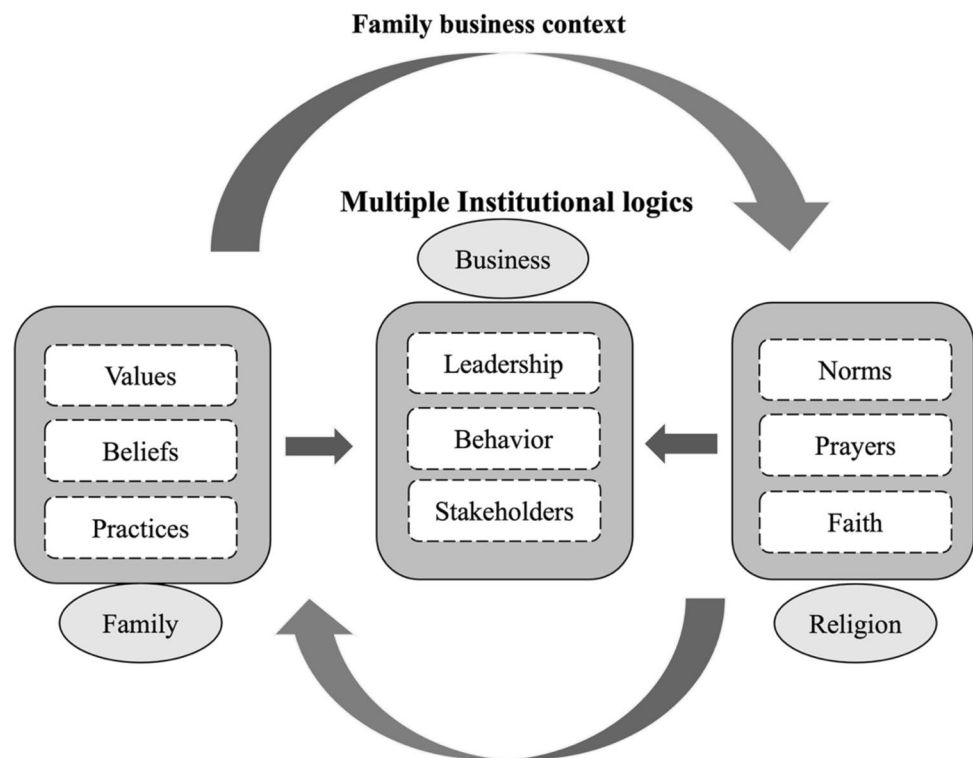 Family business context
Multiple Institutional logics
Business
Values
Beliefs
Practices
Family
Leadership
Behavior
Stakeholders
Norms
Prayers
Faith
Religion